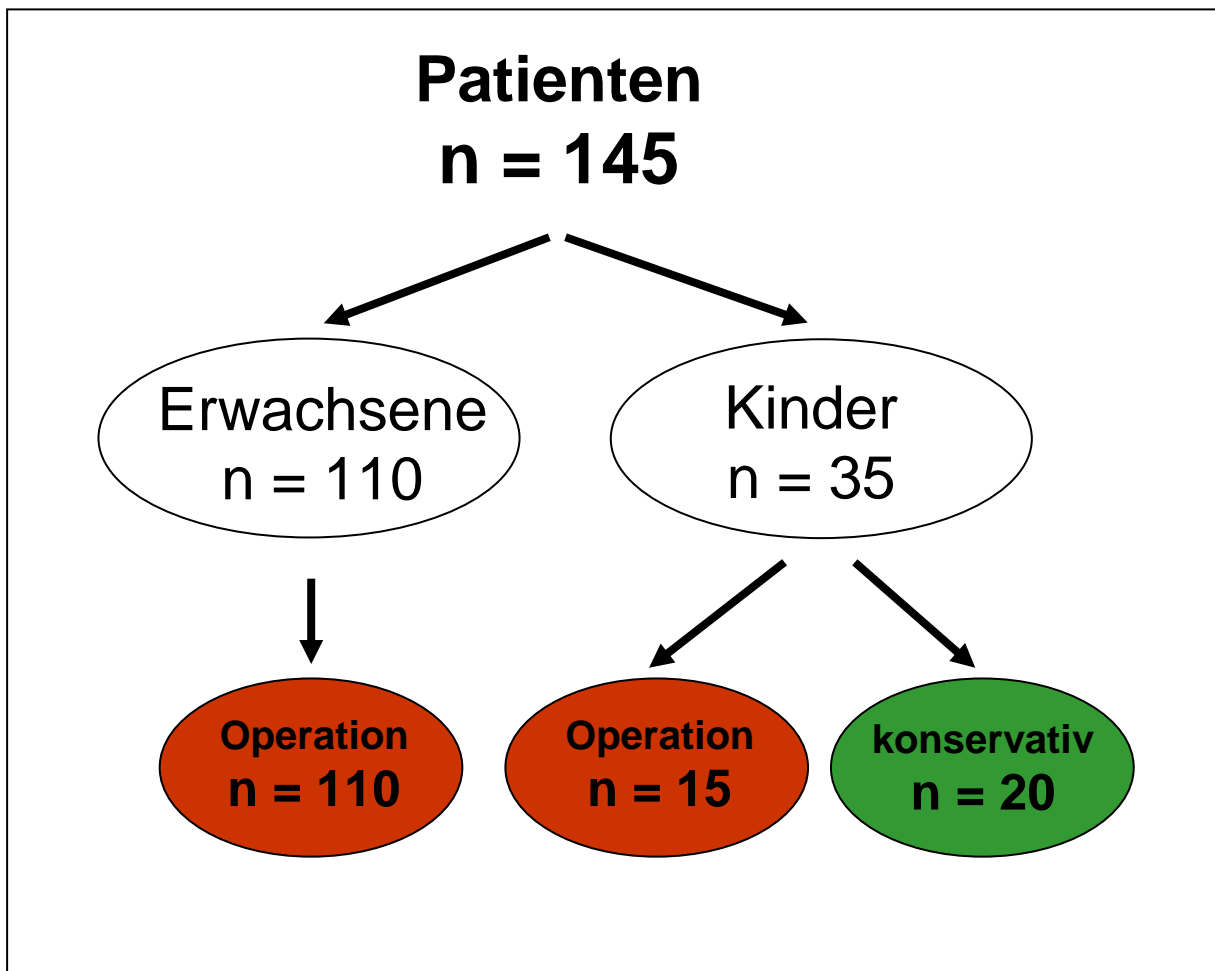 Patienten
n = 145
Erwachsene
n = 110
Kinder
n = 35
Operation
n = 110
Operation
n = 15
konservativ
n = 20